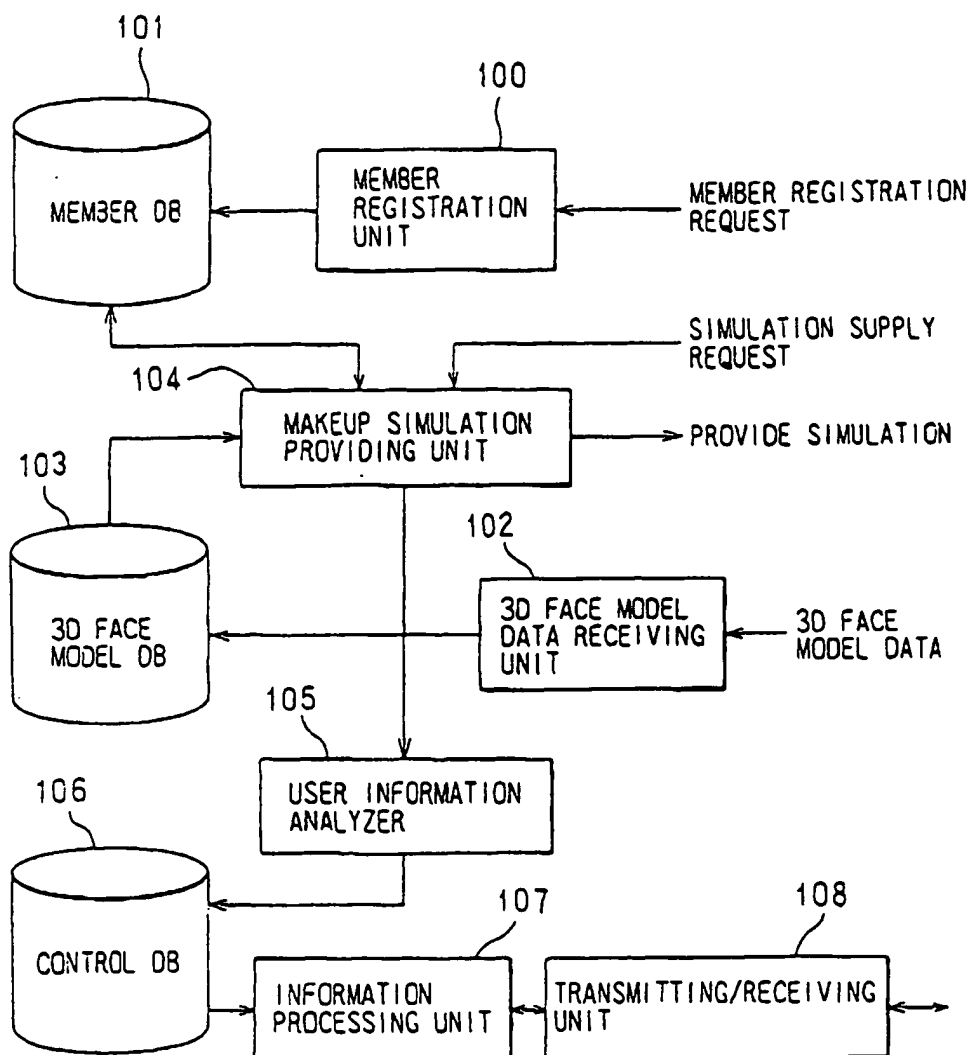 101
100
MEMBER DB
MEMBER
REGISTRATION
UNIT
MEMBER REGISTRATION
REQUEST
SIMULATION SUPPLY
REQUEST
104
MAKEUP SIMULATION
PROVIDING UNIT
PROVIDE SIMULATION
103
102
3D FACE
MODEL DB
3D FACE MODEL
DATA RECEIVING
UNIT
3D FACE
MODEL DATA
105
USER INFORMATION
ANALYZER
106
CONTROL DB
107
INFORMATION
PROCESSING UNIT
108
TRANSMITTING/RECEIVING
UNIT